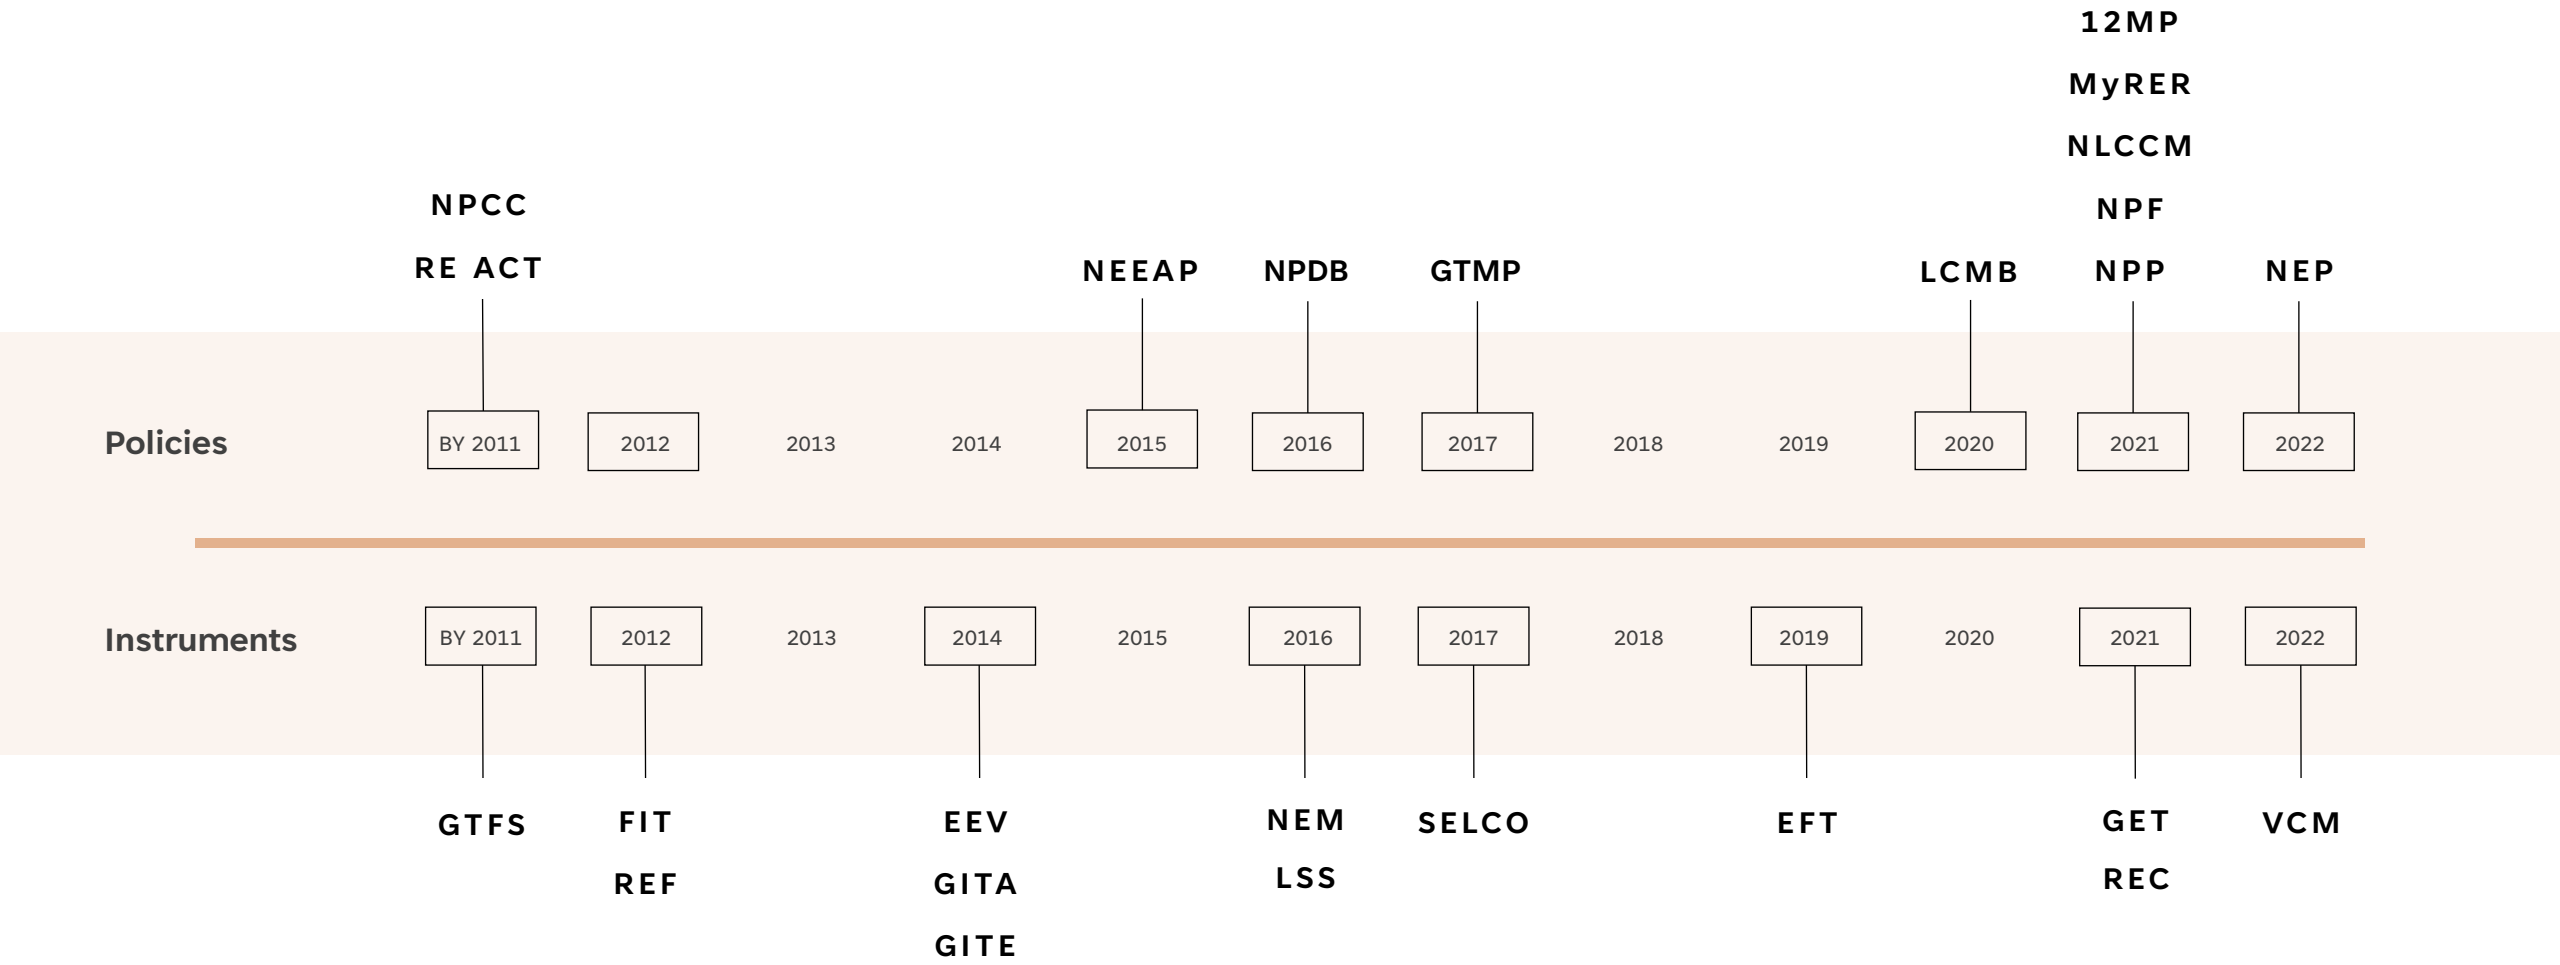 12MP
MyRER
NLCCM
NPF
NPCC
RE ACT
NEEAP
NPDB
GTMP
LCMB
NPP
NEP
Policies
BY 2011
2012
2013
2014
2015
2016
2017
2018
2019
2020
2021
2022
Instruments
BY 2011
2012
2013
2014
2015
2016
2017
2018
2019
2020
2021
2022
GTFS
FIT
REF
EEV
GITA
GITE
NEM
LSS
SELCO
EFT
GET
REC
VCM